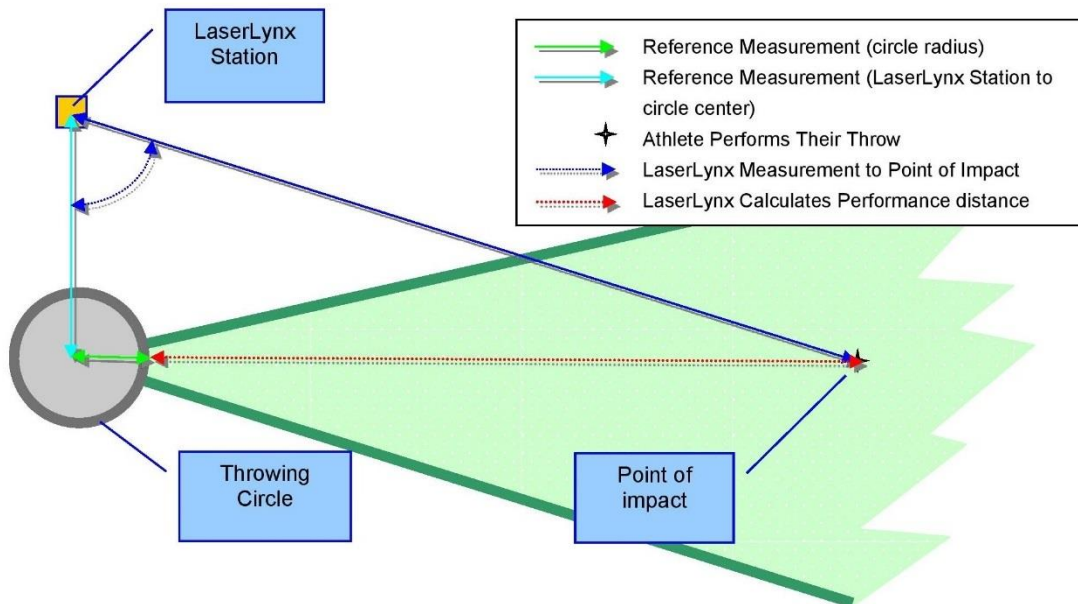 LaserLynx
Station
Reference Measurement (circle radius)
Reference Measurement (LaserLynx Station to
circle center)
Athlete Performs Their Throw
LaserLynx Measurement to Point of Impact
LaserLynx Calculates Performance distance
Throwing
Circle
Point of
impact